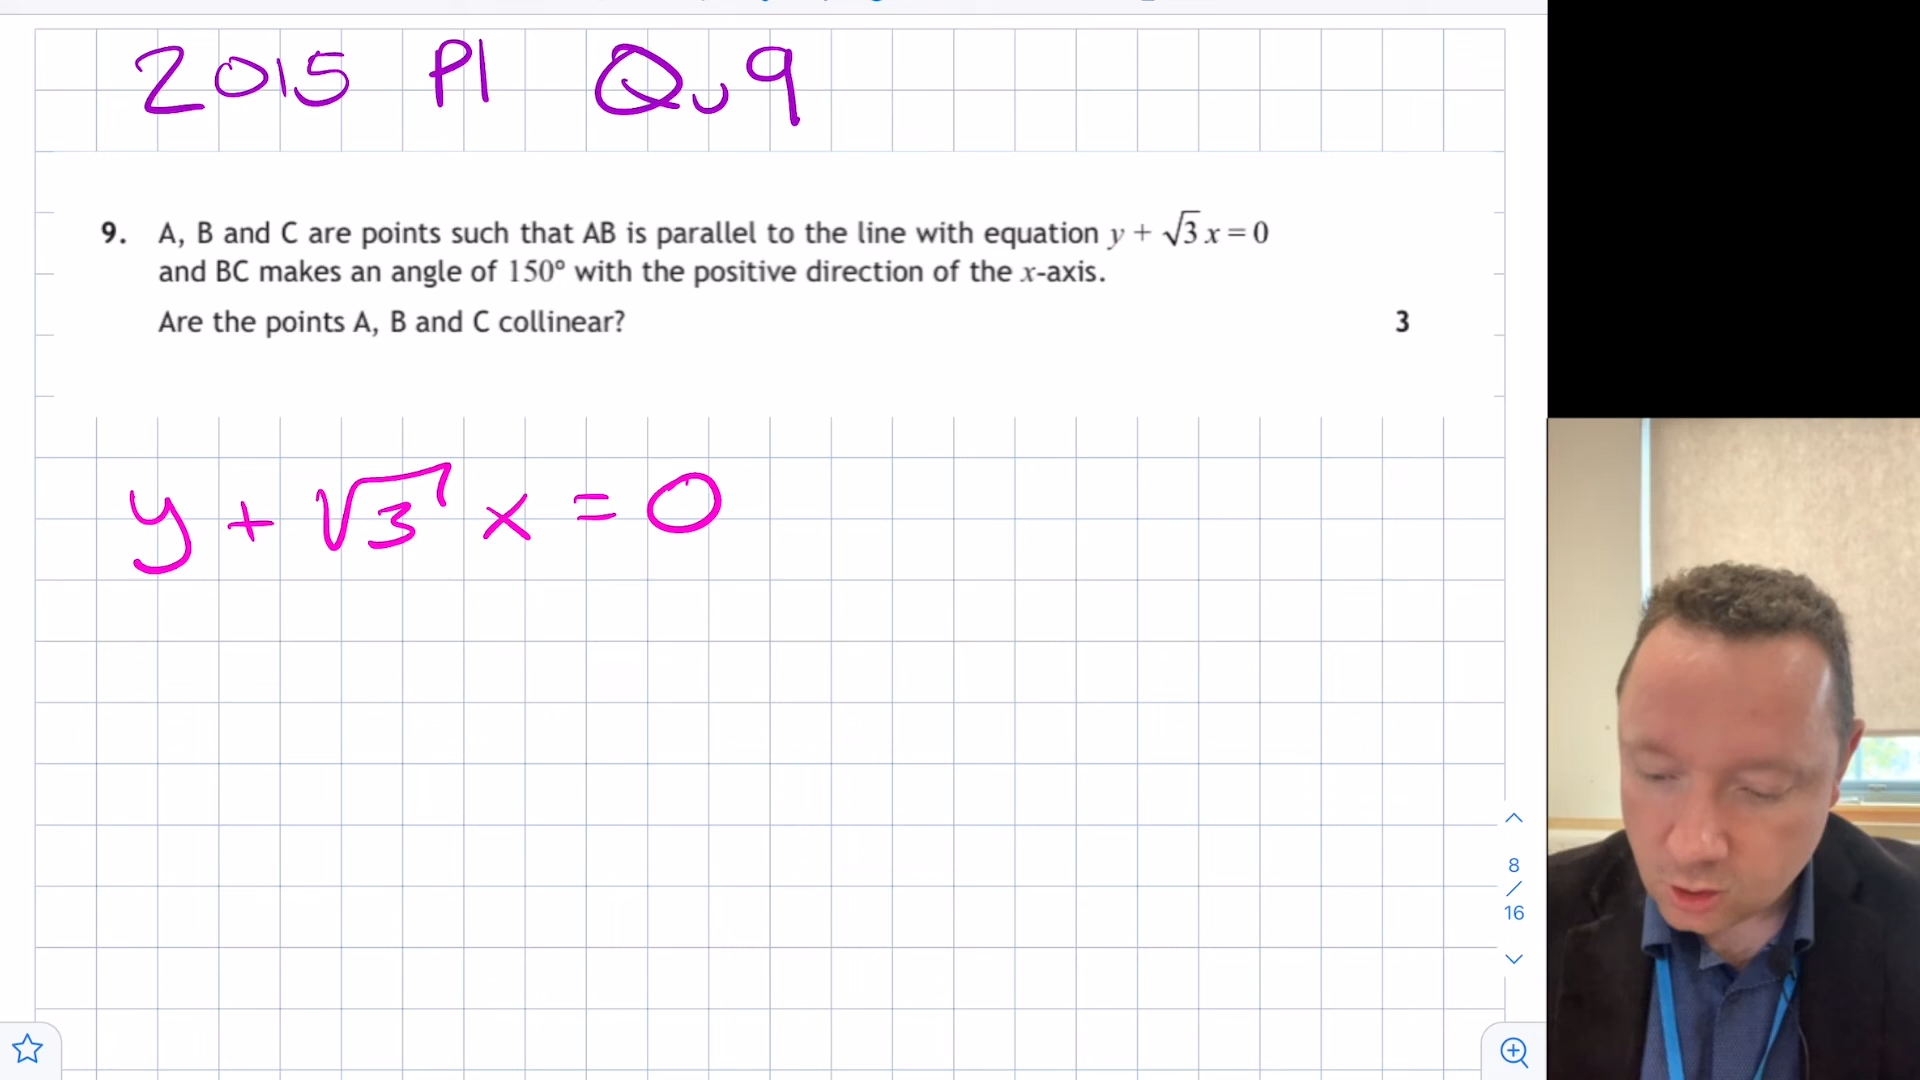 2015 P1 Qu 9
9. A, B and C are points such that AB is parallel to the line with equation y + √3 x = 0
and BC makes an angle of 150° with the positive direction of the x-axis.
Are the points A, B and C collinear? 3
y + √3 x = 0
8
/
16